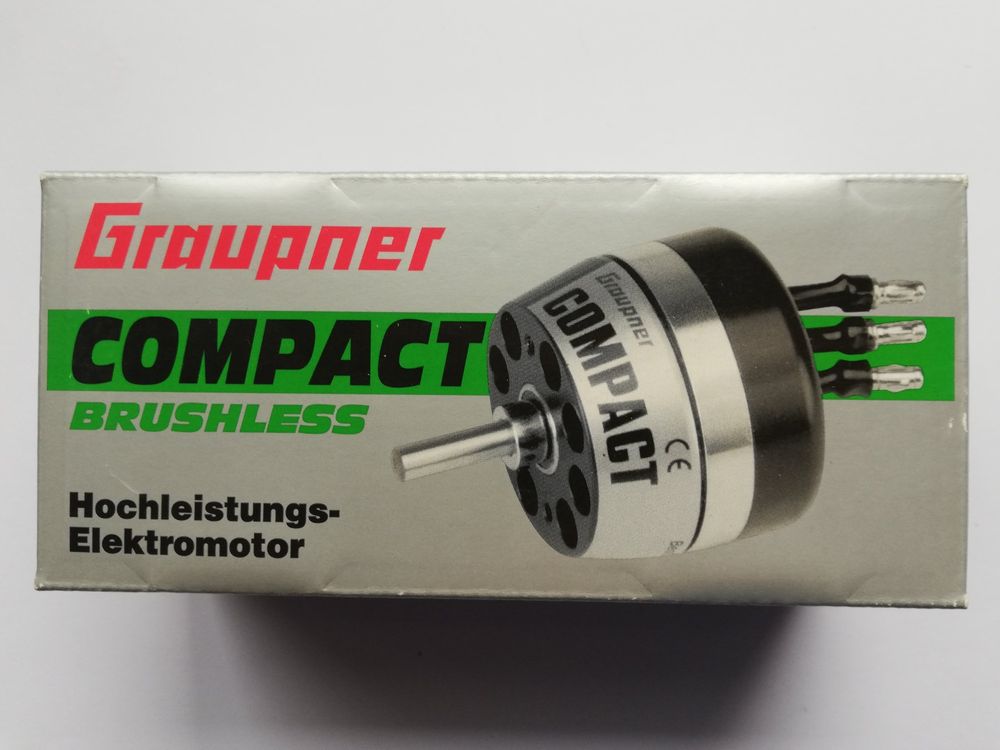 Graupner
COMPACT
BRUSHLESS
Hochleistungs-
Elektromotor
Graupner
COMPACT
CE